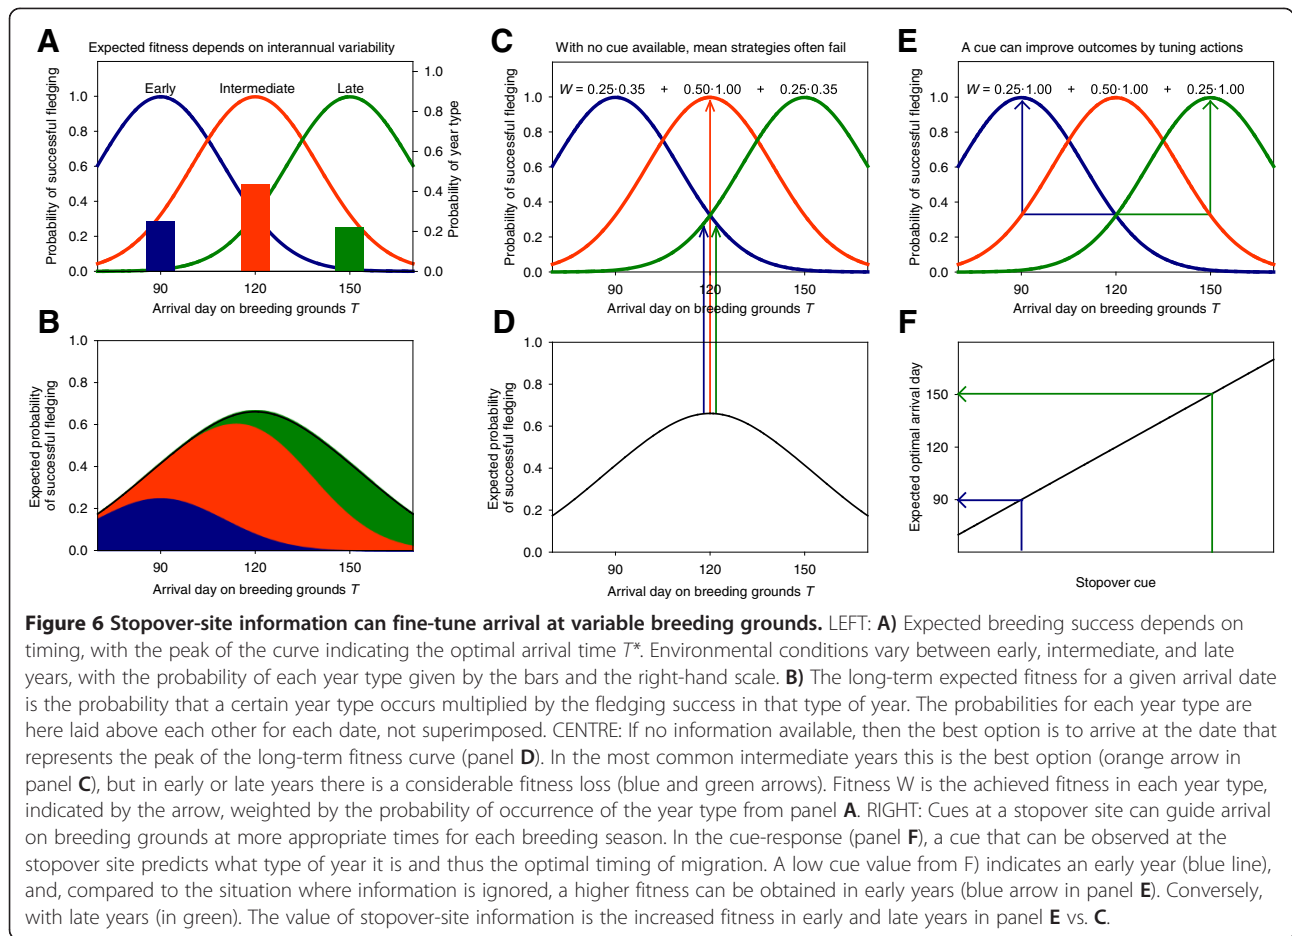 A
Expected fitness depends on interannual variability
Probability of successful fledging
1.0
0.8
0.6
0.4
0.2
0.0
Early
Intermediate
Late
1.0
0.8
0.6
0.4
0.2
0.0
Probability of year type
90
120
150
Arrival day on breeding grounds T
B
Expected probability
of successful fledging
1.0
0.8
0.6
0.4
0.2
0.0
90
120
150
Arrival day on breeding grounds T
C
With no cue available, mean strategies often fail
Probability of successful fledging
W = 0.25·0.35 + 0.50·1.00 + 0.25·0.35
1.0
0.8
0.6
0.4
0.2
0.0
90
120
150
Arrival day on breeding grounds T
D
Expected probability
of successful fledging
1.0
0.8
0.6
0.4
0.2
0.0
90
120
150
Arrival day on breeding grounds T
E
A cue can improve outcomes by tuning actions
Probability of successful fledging
W = 0.25·1.00 + 0.50·1.00 + 0.25·1.00
1.0
0.8
0.6
0.4
0.2
0.0
90
120
150
Arrival day on breeding grounds T
F
Expected optimal arrival day
150
120
90
Stopover cue
Figure 6 Stopover-site information can fine-tune arrival at variable breeding grounds. LEFT: A) Expected breeding success depends on
timing, with the peak of the curve indicating the optimal arrival time T*. Environmental conditions vary between early, intermediate, and late
years, with the probability of each year type given by the bars and the right-hand scale. B) The long-term expected fitness for a given arrival date
is the probability that a certain year type occurs multiplied by the fledging success in that type of year. The probabilities for each year type are
here laid above each other for each date, not superimposed. CENTRE: If no information available, then the best option is to arrive at the date that
represents the peak of the long-term fitness curve (panel D). In the most common intermediate years this is the best option (orange arrow in
panel C), but in early or late years there is a considerable fitness loss (blue and green arrows). Fitness W is the achieved fitness in each year type,
indicated by the arrow, weighted by the probability of occurrence of the year type from panel A. RIGHT: Cues at a stopover site can guide arrival
on breeding grounds at more appropriate times for each breeding season. In the cue-response (panel F), a cue that can be observed at the
stopover site predicts what type of year it is and thus the optimal timing of migration. A low cue value from F) indicates an early year (blue line),
and, compared to the situation where information is ignored, a higher fitness can be obtained in early years (blue arrow in panel E). Conversely,
with late years (in green). The value of stopover-site information is the increased fitness in early and late years in panel E vs. C.